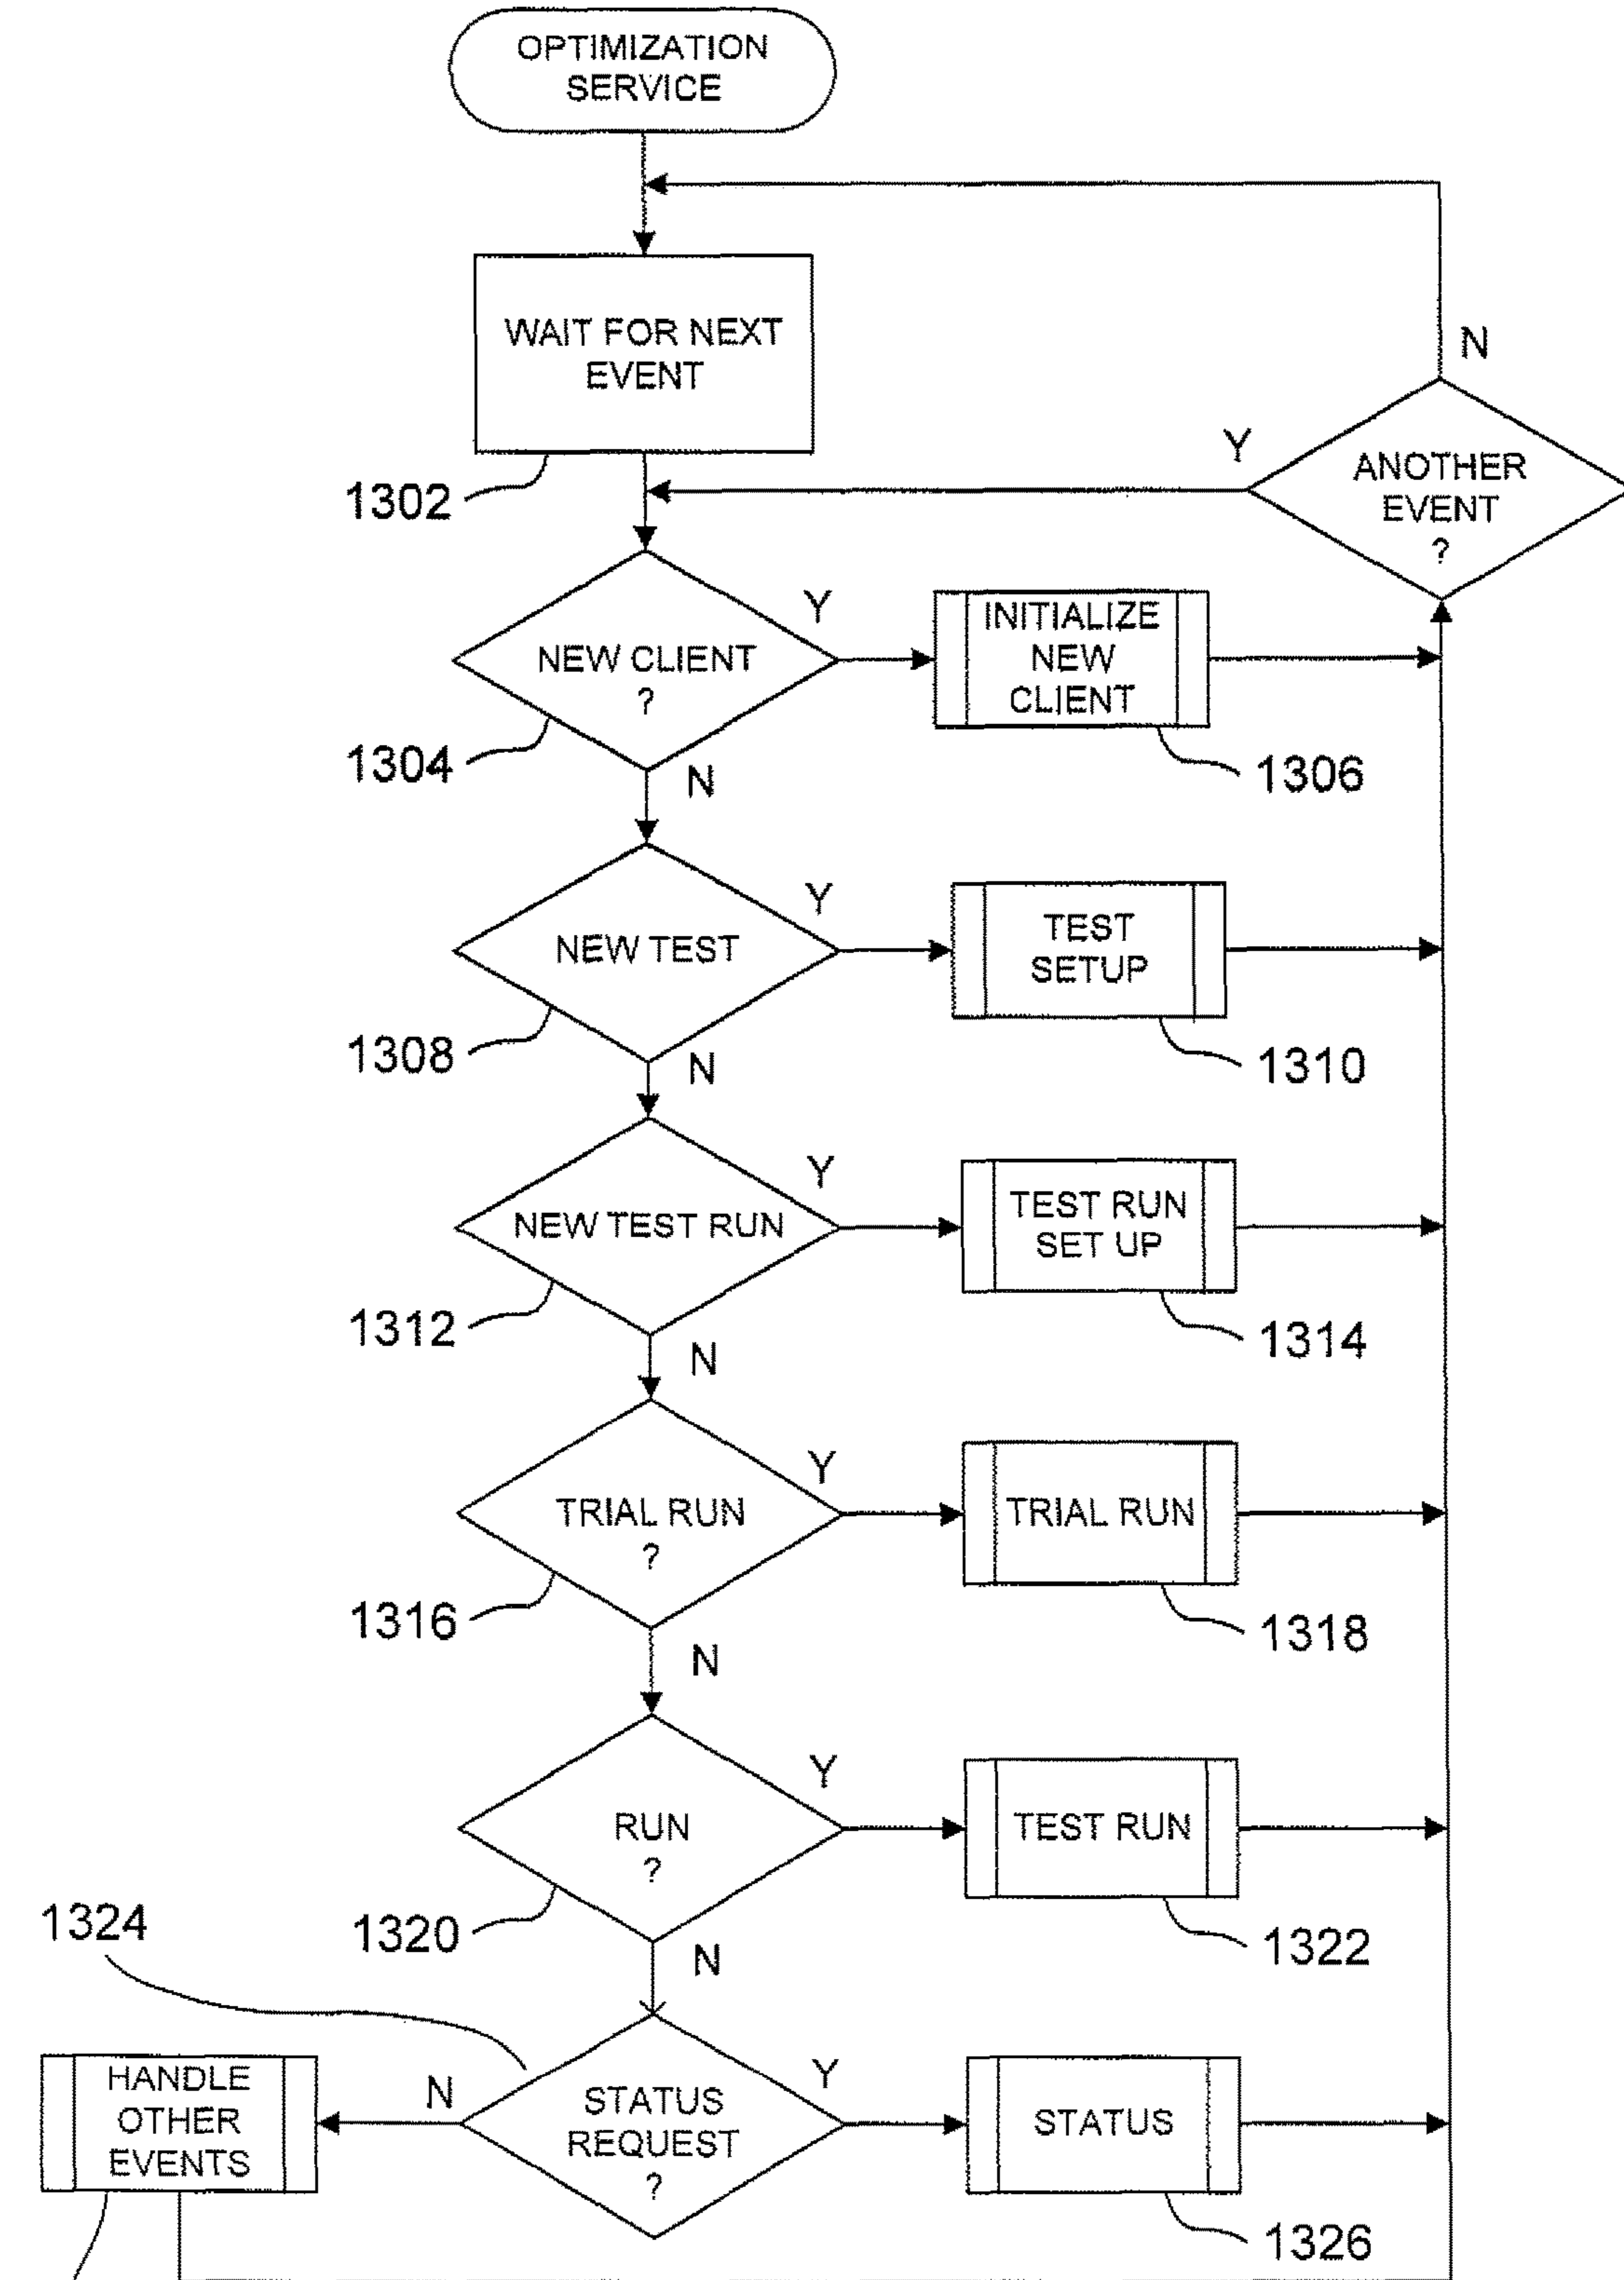 OPTIMIZATION
SERVICE
WAIT FOR NEXT
EVENT
1302
N
Y
ANOTHER
EVENT
?
NEW CLIENT
?
Y
1304
N
INITIALIZE
NEW
CLIENT
1306
NEW TEST
Y
1308
N
TEST
SETUP
1310
NEW TEST RUN
Y
1312
N
TEST RUN
SET UP
1314
TRIAL RUN
?
Y
1316
N
TRIAL RUN
1318
RUN
?
Y
1320
N
TEST RUN
1322
1324
STATUS
REQUEST
?
N
Y
HANDLE
OTHER
EVENTS
STATUS
1326